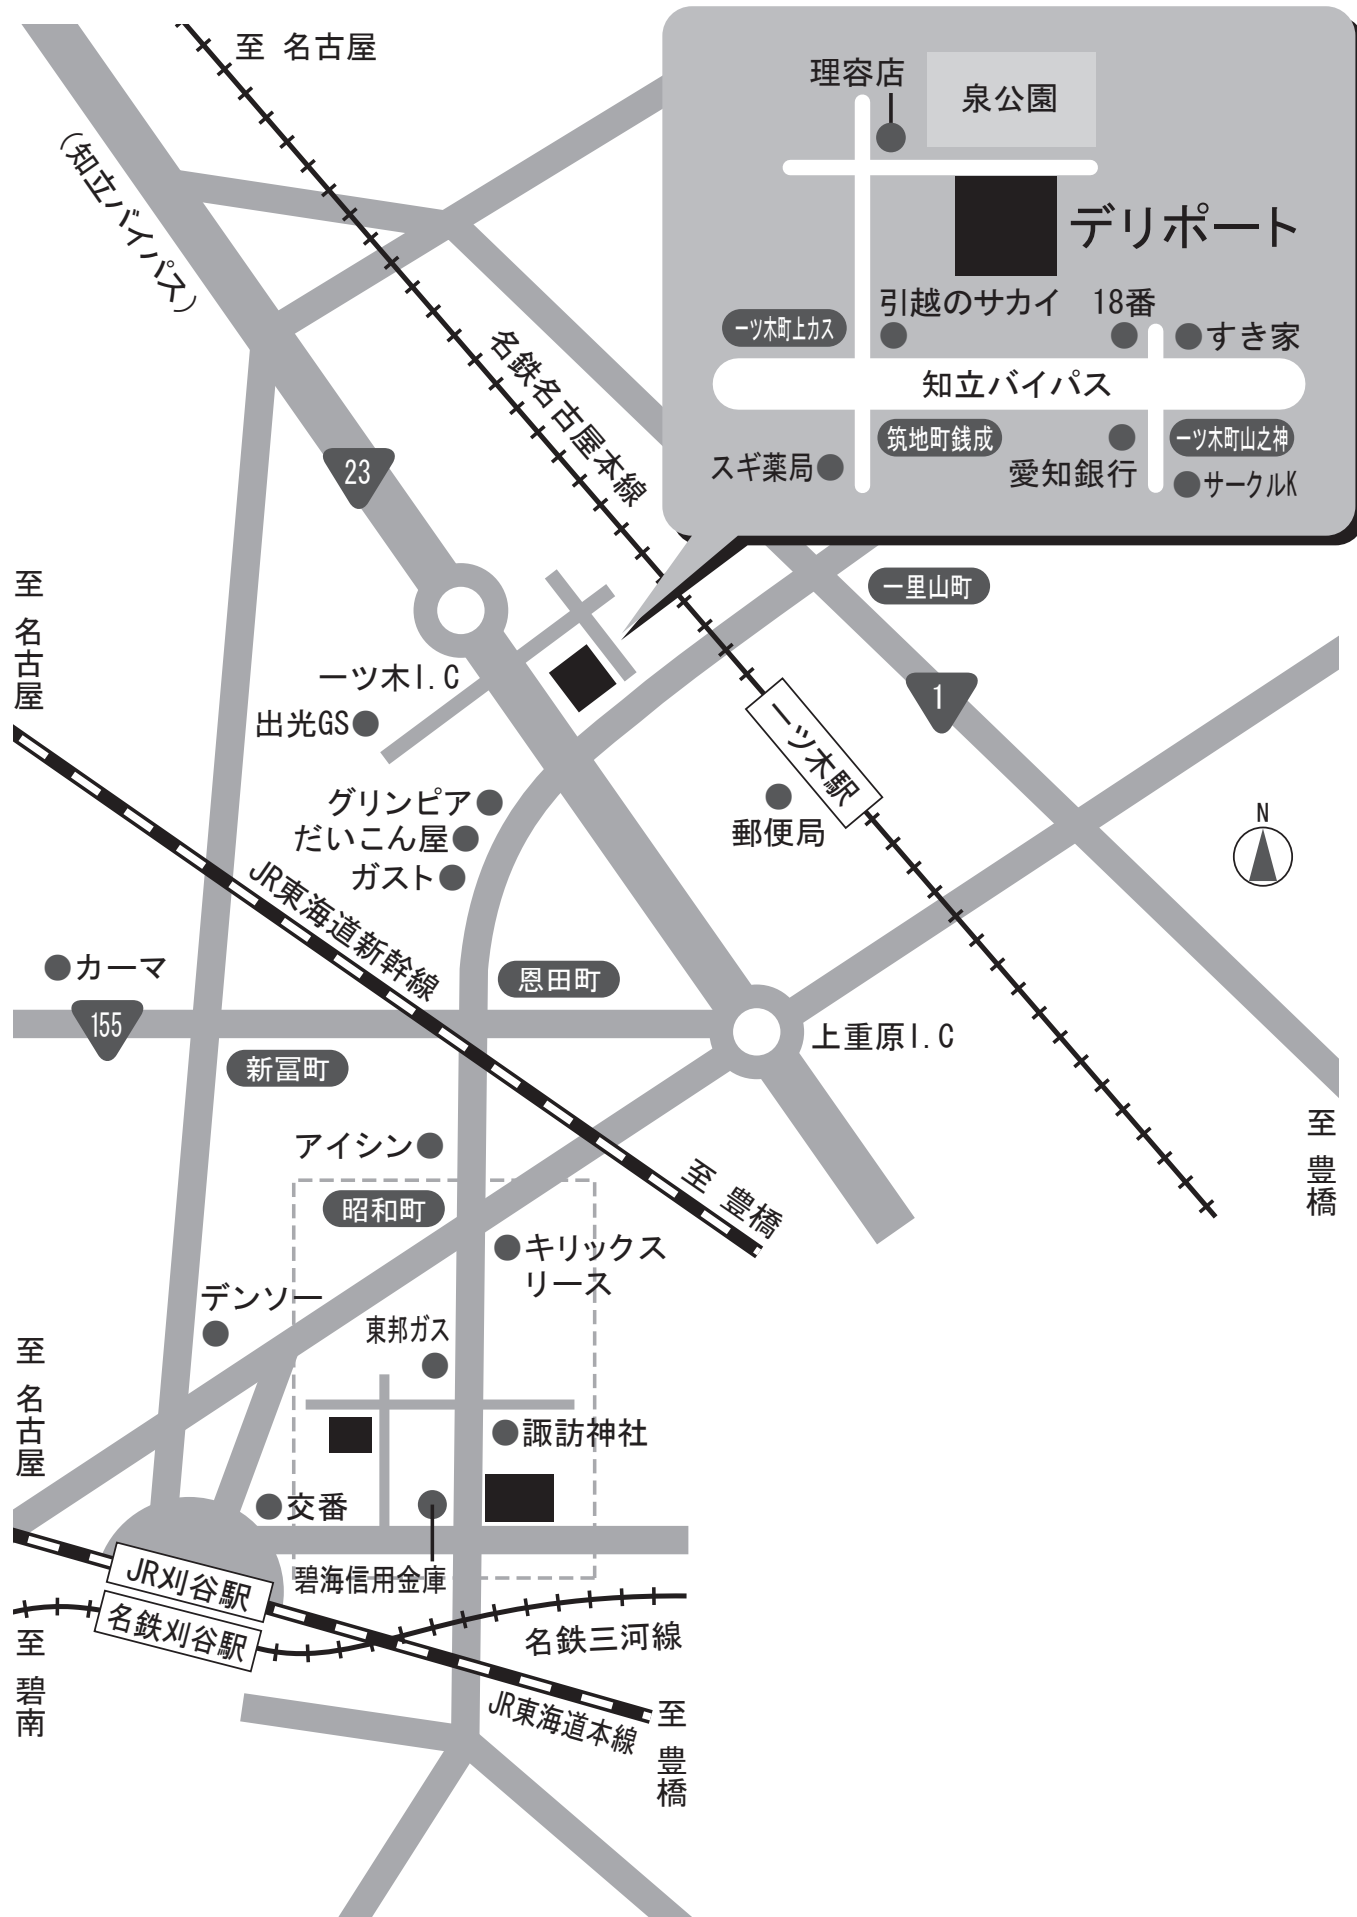 至 名古屋
(知立バイパス)
理容店
泉公園
デリポート
引越のサカイ
18番
一ツ木町上カス
すき家
知立バイパス
筑地町銭成
一ツ木町山之神
スギ薬局
愛知銀行
サークルK
名鉄名古屋本線
23
至 名古屋
一里山町
一ツ木I.C
1
出光GS
一ツ木駅
グリンピア
郵便局
N
だいこん屋
ガスト
JR東海道新幹線
カーマ
恩田町
155
上重原I.C
新冨町
至 豊橋
アイシン
至 豊橋
昭和町
キリックス
リース
デンソー
東邦ガス
至 名古屋
諏訪神社
交番
碧海信用金庫
JR刈谷駅
名鉄刈谷駅
名鉄三河線
至 碧南
JR東海道本線
至 豊橋